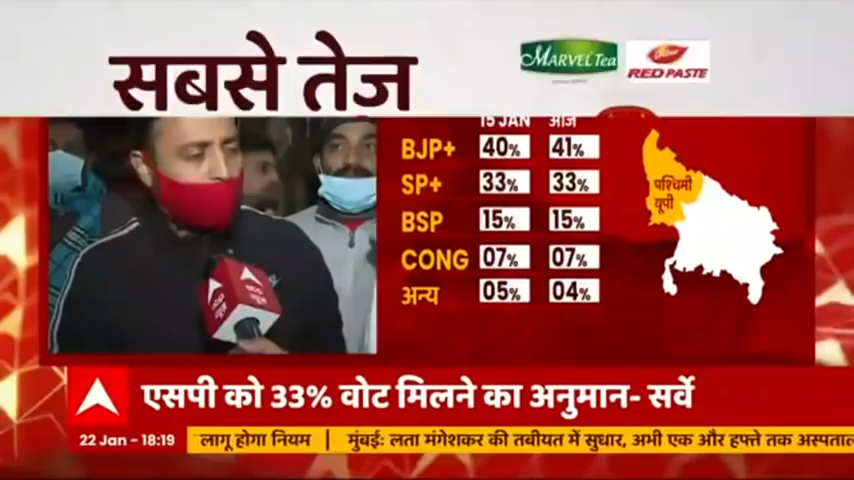 सबसे तेज
MARVEL TEA
RED PASTE
15 JAN आज
BJP+ 40% 41%
SP+ 33% 33%
BSP 15% 15%
CONG 07% 07%
अन्य 05% 04%
पश्चिमी
यूपी
एसपी को 33% वोट मिलने का अनुमान- सर्वे
22 Jan - 18:19 लागू होगा नियम | मुंबई: लता मंगेशकर की तबीयत में सुधार, अभी एक और हफ्ते तक अस्पताल